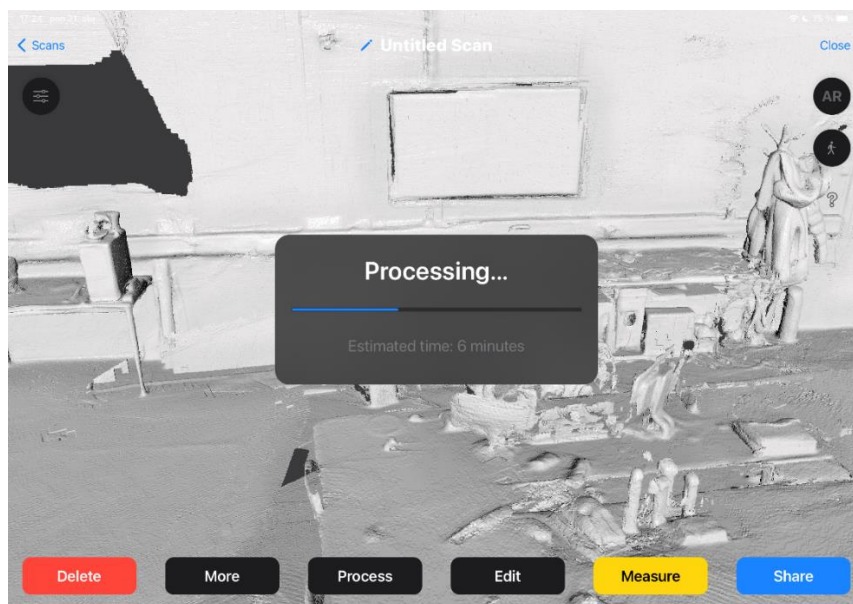 Scans
Untitled Scan
Close
AR
?
Processing...
Estimated time: 6 minutes
Delete
More
Process
Edit
Measure
Share